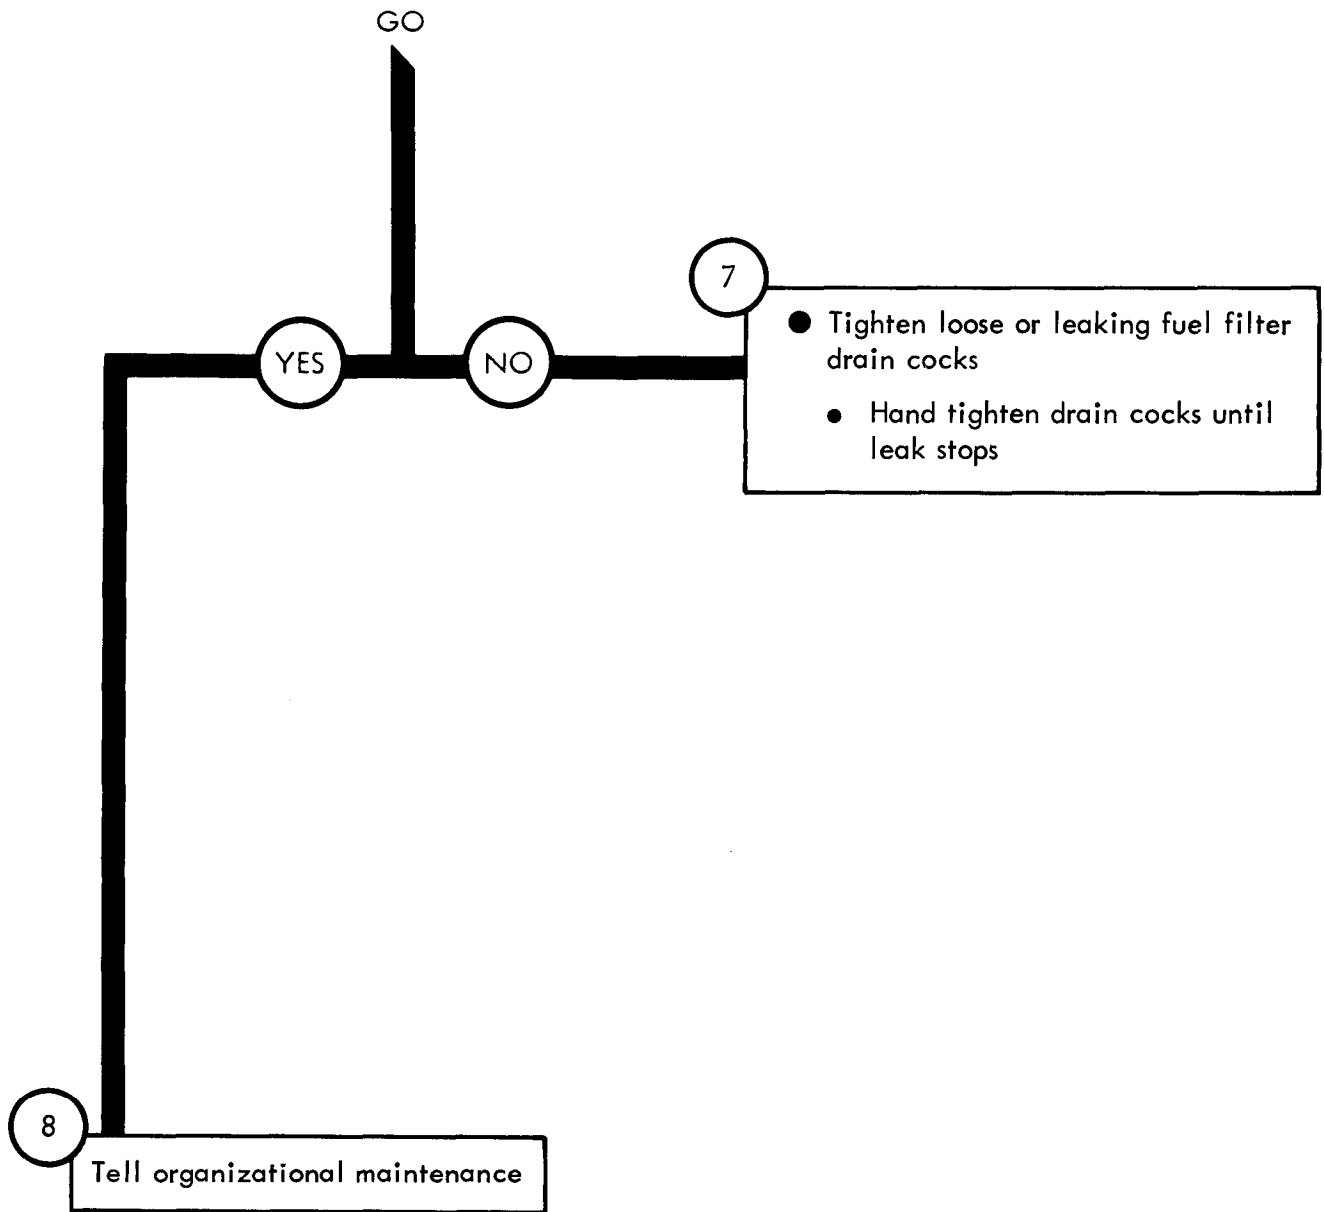 GO
YES
NO
7
● Tighten loose or leaking fuel filter
drain cocks
● Hand tighten drain cocks until
leak stops
8
Tell organizational maintenance